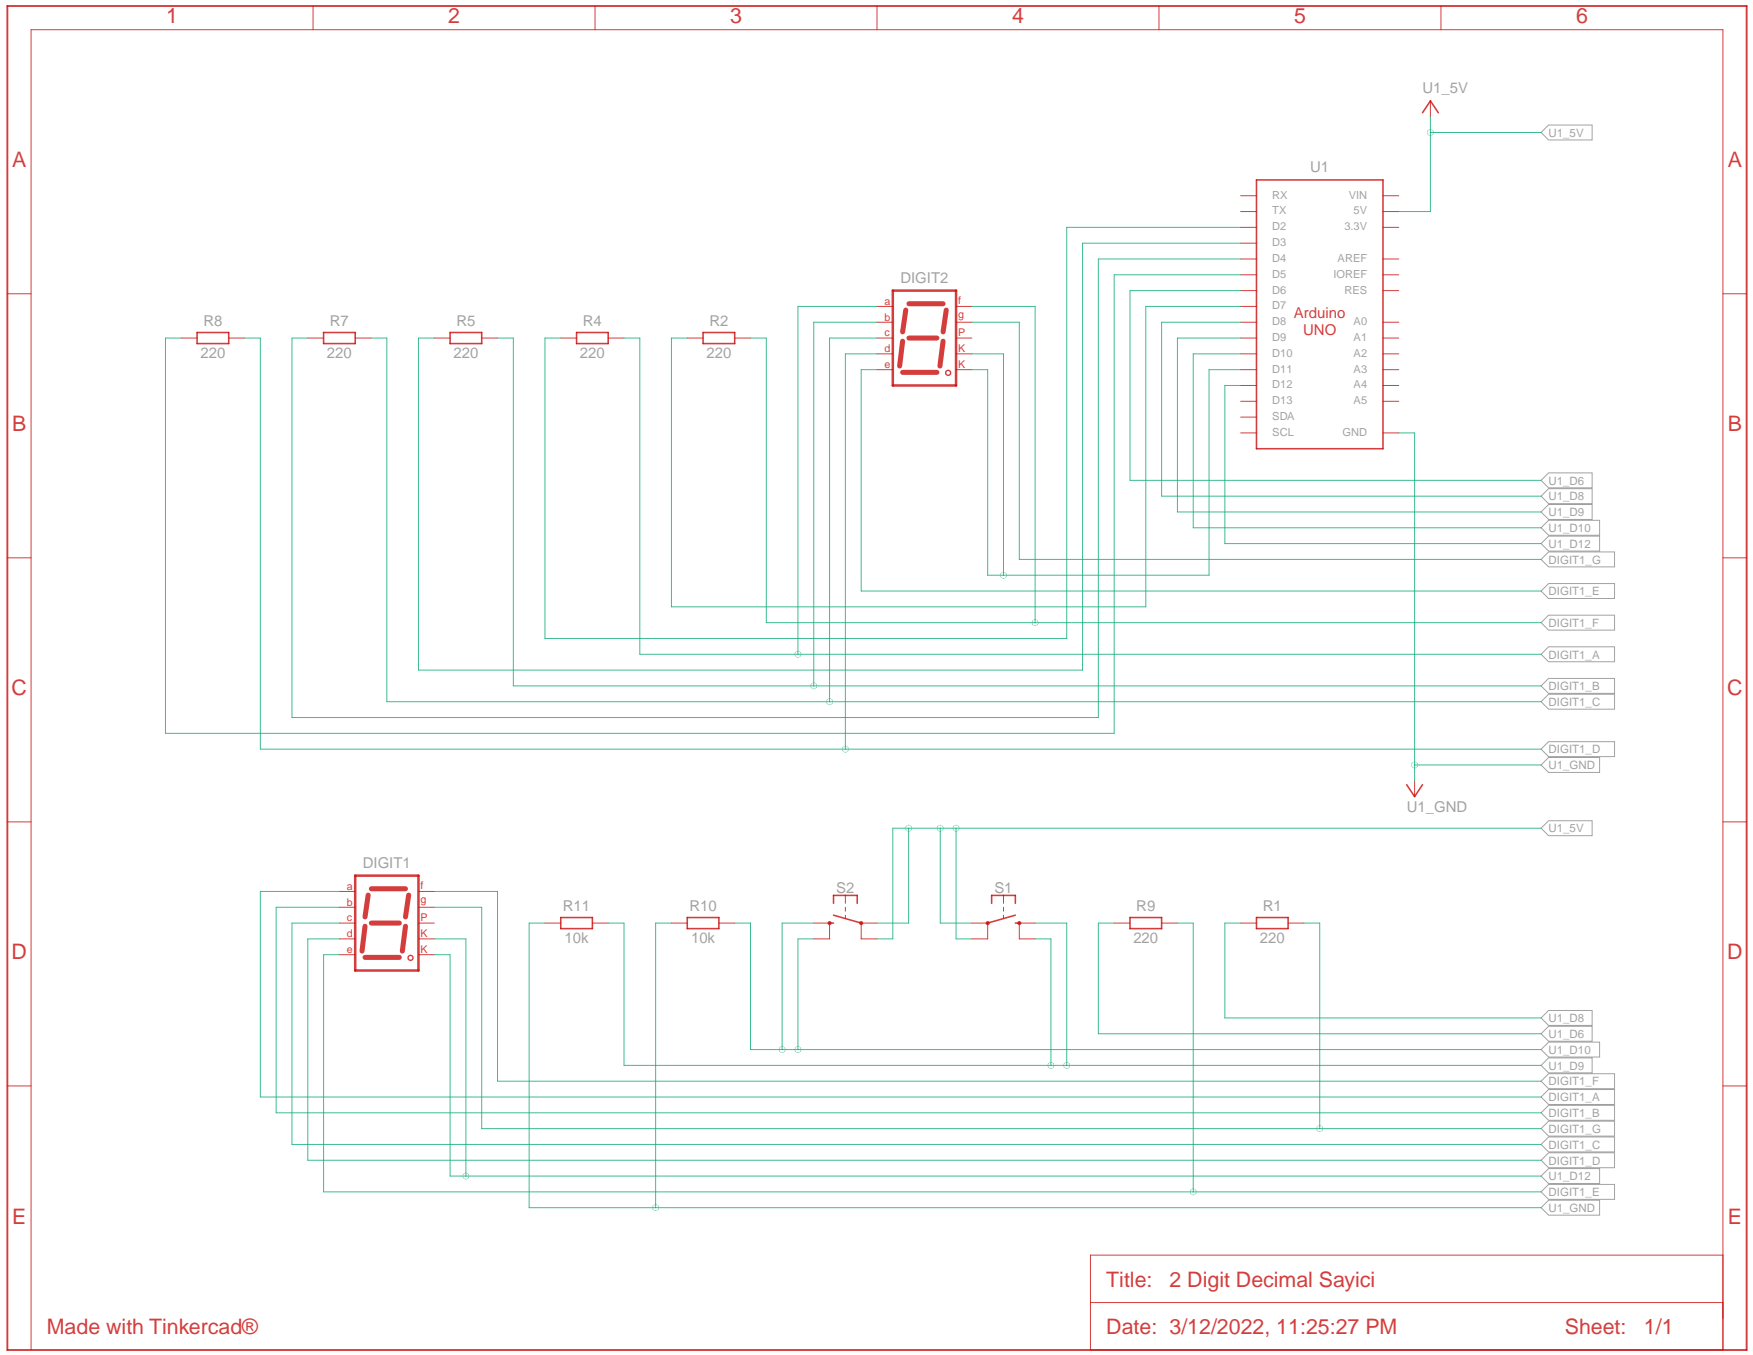 1 2 3 4 5 6
U1_5V
U1_5V
A A
U1
RX VIN
TX 5V
D2 3.3V
D3
D4 AREF
D5 IOREF
D6 RES
D7
Arduino
UNO
D8 A0
D9 A1
D10 A2
D11 A3
D12 A4
D13 A5
SDA
SCL GND
DIGIT2
a f
b g
c P
d K
e K
R8 R7 R5 R4 R2
220 220 220 220 220
B B
U1_D6
U1_D8
U1_D9
U1_D10
U1_D12
DIGIT1_G
DIGIT1_E
DIGIT1_F
DIGIT1_A
C C
DIGIT1_B
DIGIT1_C
DIGIT1_D
U1_GND
U1_GND
U1_5V
DIGIT1
a f
b g
c P
d K
e K
S2 S1
R11 R10 R9 R1
10k 10k 220 220
D D
U1_D8
U1_D6
U1_D10
U1_D9
DIGIT1_F
DIGIT1_A
DIGIT1_B
DIGIT1_G
DIGIT1_C
DIGIT1_D
U1_D12
DIGIT1_E
U1_GND
E E
Title: 2 Digit Decimal Sayici
Made with Tinkercad®
Date: 3/12/2022, 11:25:27 PM Sheet: 1/1